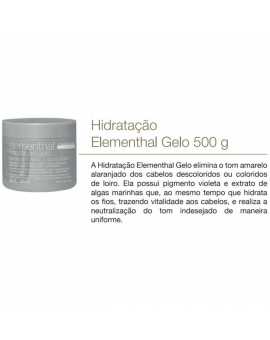 Hidratação
Elementhal Gelo 500 g
A Hidratação Elementhal Gelo elimina o tom amarelo
alaranjado dos cabelos descoloridos ou coloridos
de loiro. Ela possui pigmento violeta e extrato de
algas marinhas que, ao mesmo tempo que hidrata
os fios, trazendo vitalidade aos cabelos, e realiza a
neutralização do tom indesejado de maneira
uniforme.
elementhal
hidratação gelo